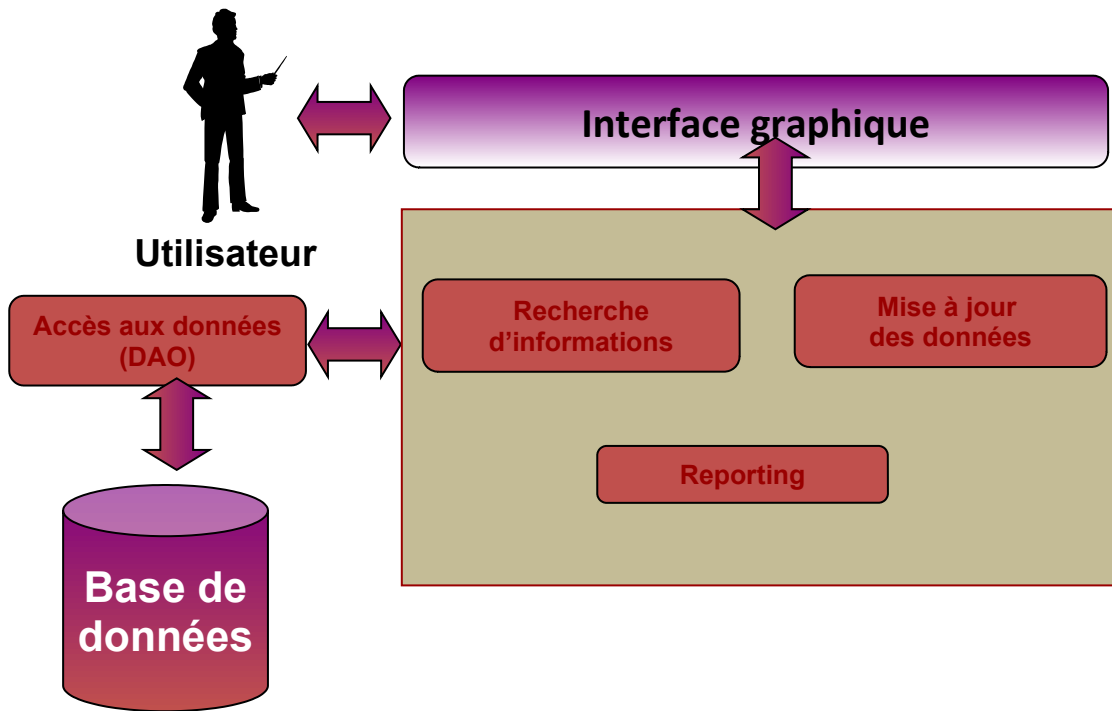 Interface graphique
Utilisateur
Accès aux données
(DAO)
Recherche
d’informations
Mise à jour
des données
Reporting
Base de
données